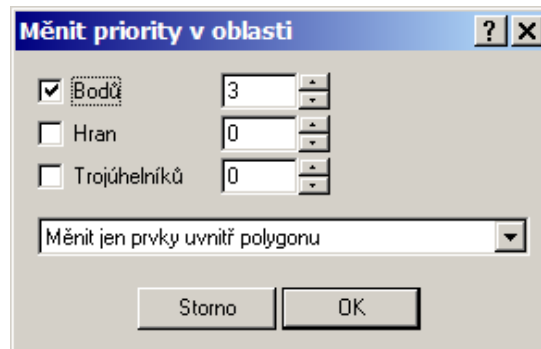 Měnit priority v oblasti
Bodů 3
Hran 0
Trojúhelníků 0
Měnit jen prvky uvnitř polygonu
Storno OK